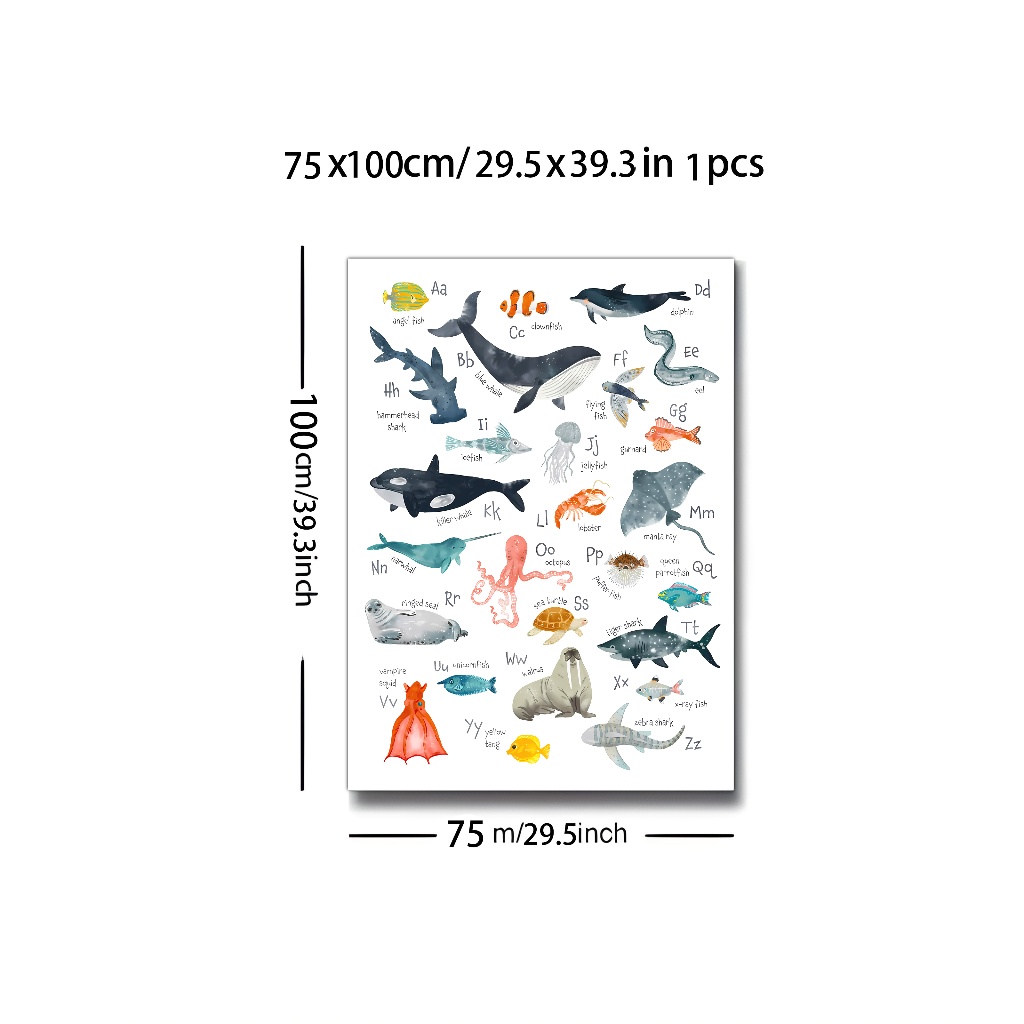 75x100cm/ 29.5x39.3in 1pcs
100cm/39.3inch
Aa
angel fish
Cc clownfish
Dd
dolphin
Bb
blue whale
Ee
eel
Ff
flying
fish
Hh
hammerhead
shark
Gg
gurnard
Ii
icefish
Jj
jellyfish
killer whale Kk
Ll
lobster
Mm
manta ray
Nn
narwhal
Oo
octopus
Pp
puffer fish
queen
parrotfish Qq
ringed seal Rr
sea turtle Ss
tiger shark Tt
Uu unicornfish
vampire
squid
Vv
Ww
walrus
Xx
x-ray fish
Yy yellow
tang
zebra shark
Zz
75 m/29.5inch